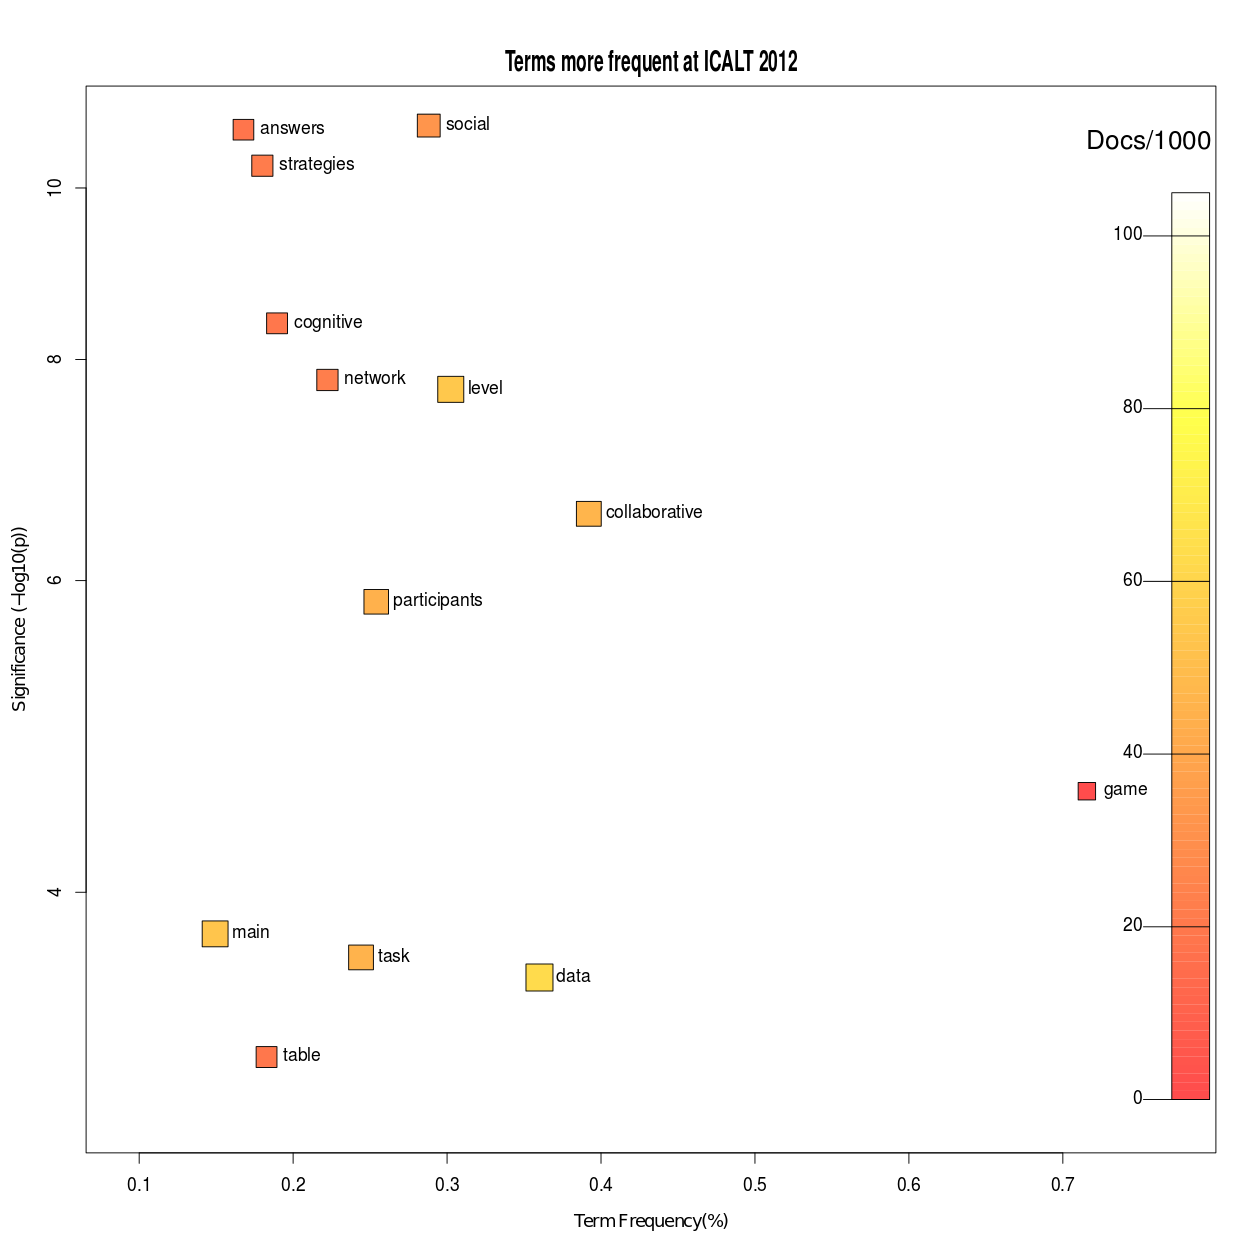 Terms more frequent at ICALT 2012
Docs/1000
answers
social
strategies
cognitive
network
level
collaborative
participants
game
main
task
data
table
100
80
60
40
20
0
10
8
6
4
Significance (−log10(p))
0.1 0.2 0.3 0.4 0.5 0.6 0.7
Term Frequency(%)